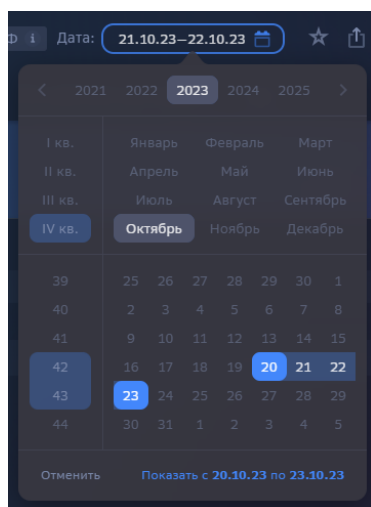 Ф i Дата: 21.10.23—22.10.23
< 2021 2022 2023 2024 2025 >
I кв. Январь Февраль Март
II кв. Апрель Май Июнь
III кв. Июль Август Сентябрь
IV кв. Октябрь Ноябрь Декабрь
39 25 26 27 28 29 30 1
40 2 3 4 5 6 7 8
41 9 10 11 12 13 14 15
42 16 17 18 19 20 21 22
43 23 24 25 26 27 28 29
44 30 31 1 2 3 4 5
Отменить Показать с 20.10.23 по 23.10.23